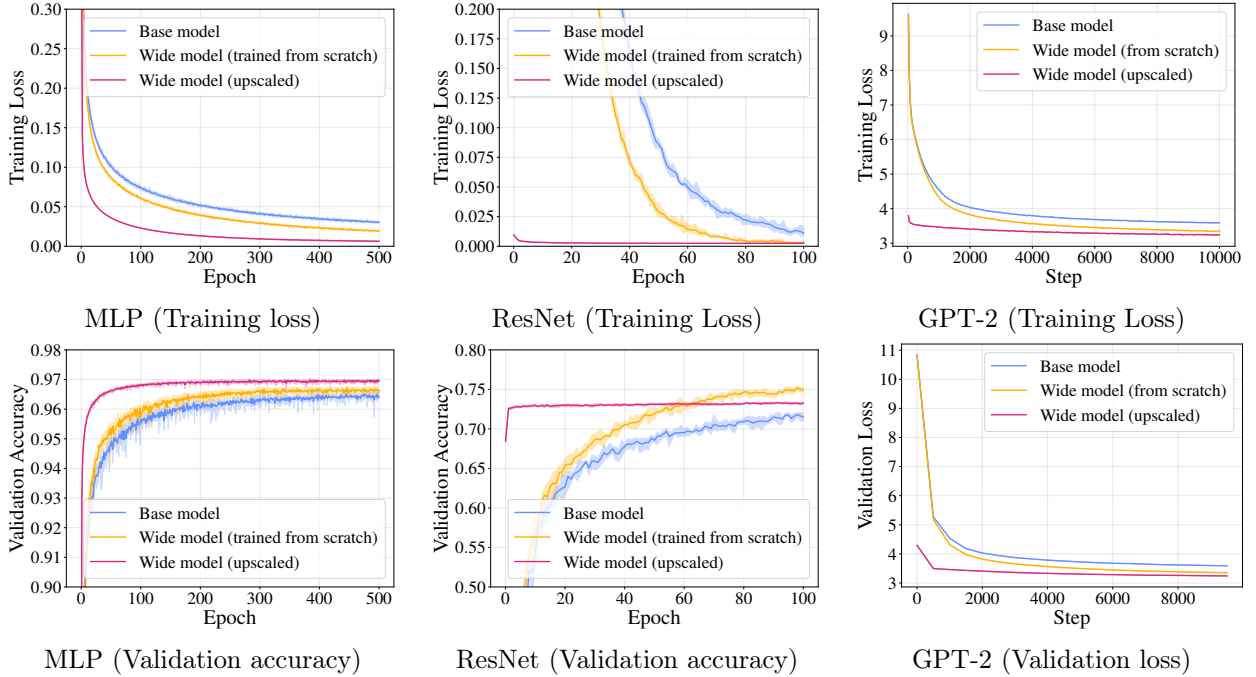 0.30
0.25
0.20
0.15
0.10
0.05
0.00
Training Loss
Base model
Wide model (trained from scratch)
Wide model (upscaled)
0 100 200 300 400 500
Epoch
MLP (Training loss)
0.200
0.175
0.150
0.125
0.100
0.075
0.050
0.025
0.000
Training Loss
Base model
Wide model (trained from scratch)
Wide model (upscaled)
0 20 40 60 80 100
Epoch
ResNet (Training Loss)
9
8
7
6
5
4
3
Training Loss
Base model
Wide model (from scratch)
Wide model (upscaled)
0 2000 4000 6000 8000 10000
Step
GPT-2 (Training Loss)
0.98
0.97
0.96
0.95
0.94
0.93
0.92
0.91
0.90
Validation Accuracy
Base model
Wide model (trained from scratch)
Wide model (upscaled)
0 100 200 300 400 500
Epoch
MLP (Validation accuracy)
0.80
0.75
0.70
0.65
0.60
0.55
0.50
Validation Accuracy
Base model
Wide model (trained from scratch)
Wide model (upscaled)
0 20 40 60 80 100
Epoch
ResNet (Validation accuracy)
11
10
9
8
7
6
5
4
3
Validation Loss
Base model
Wide model (from scratch)
Wide model (upscaled)
0 2000 4000 6000 8000
Step
GPT-2 (Validation loss)